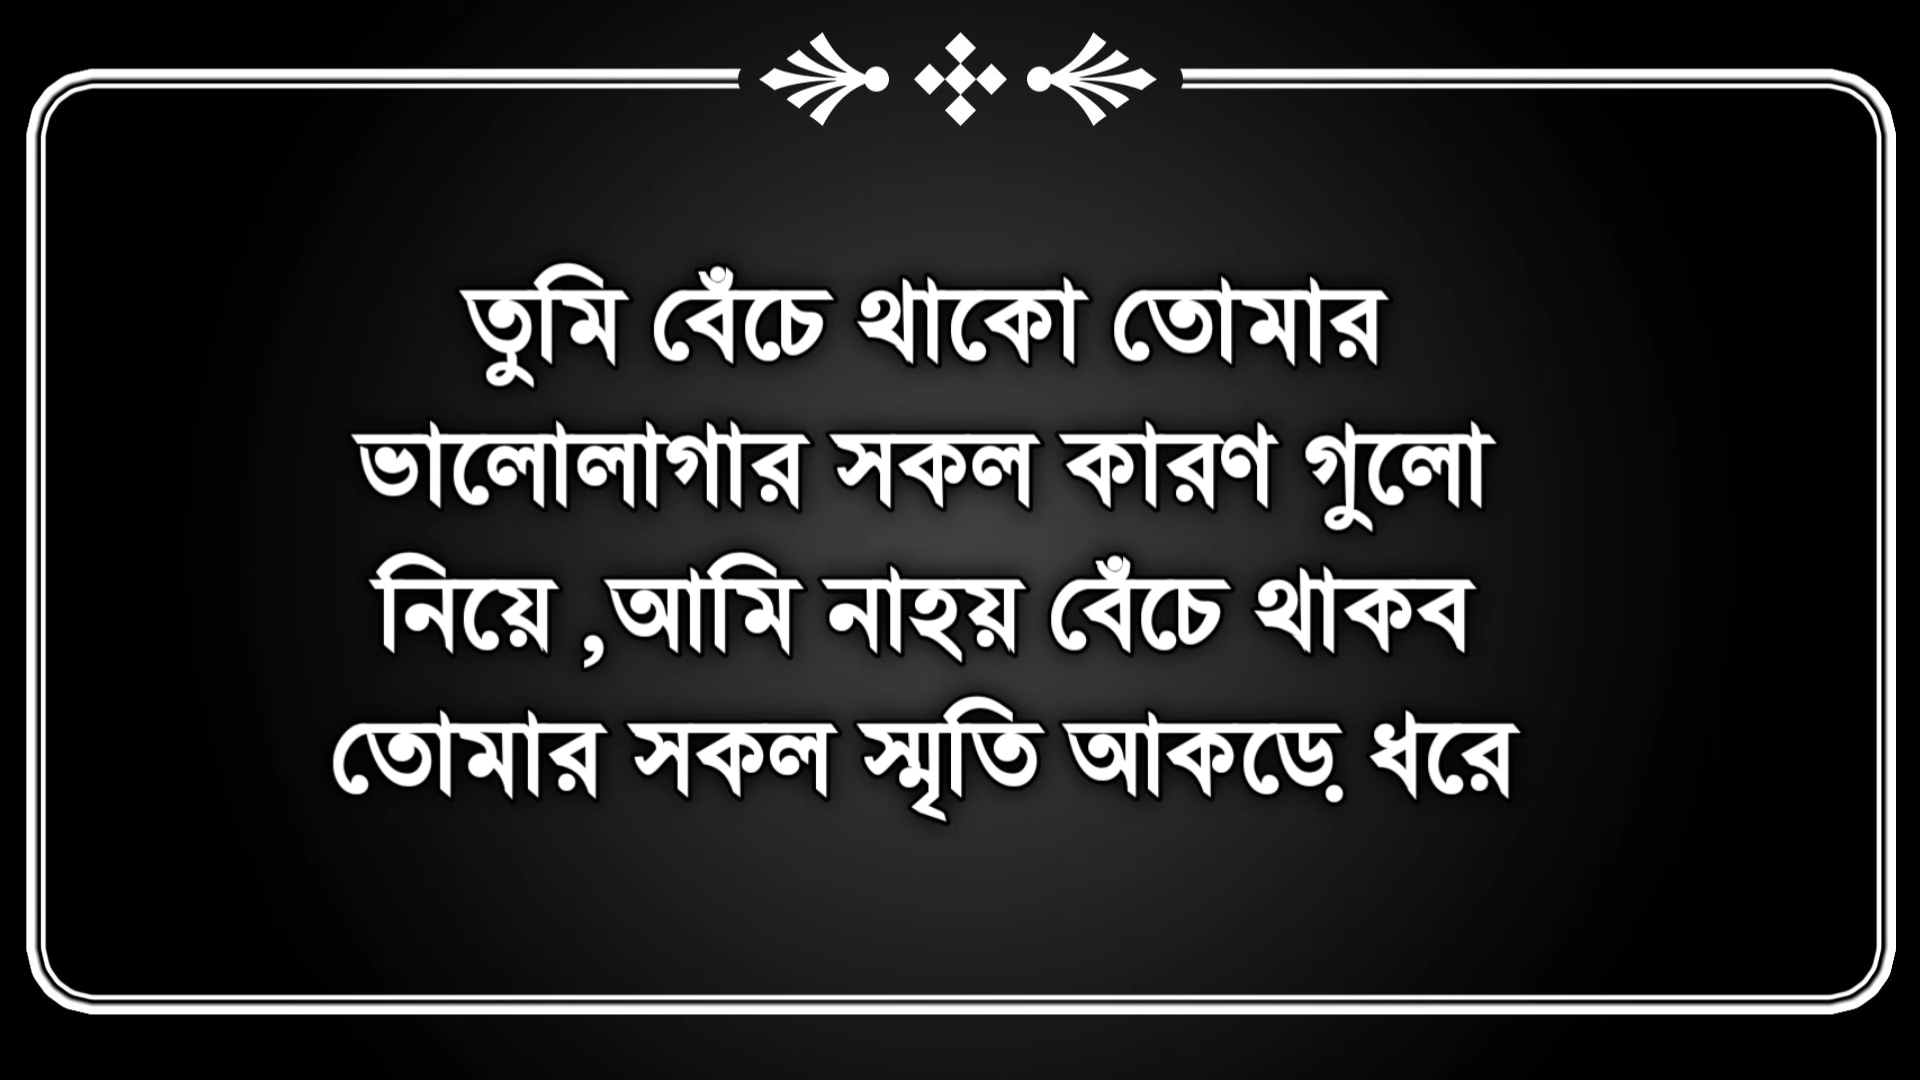 তুমি বেঁচে থাকো তোমার
ভালোলাগার সকল কারণ গুলো
নিয়ে ,আমি নাহয় বেঁচে থাকব
তোমার সকল স্মৃতি আকড়ে ধরে